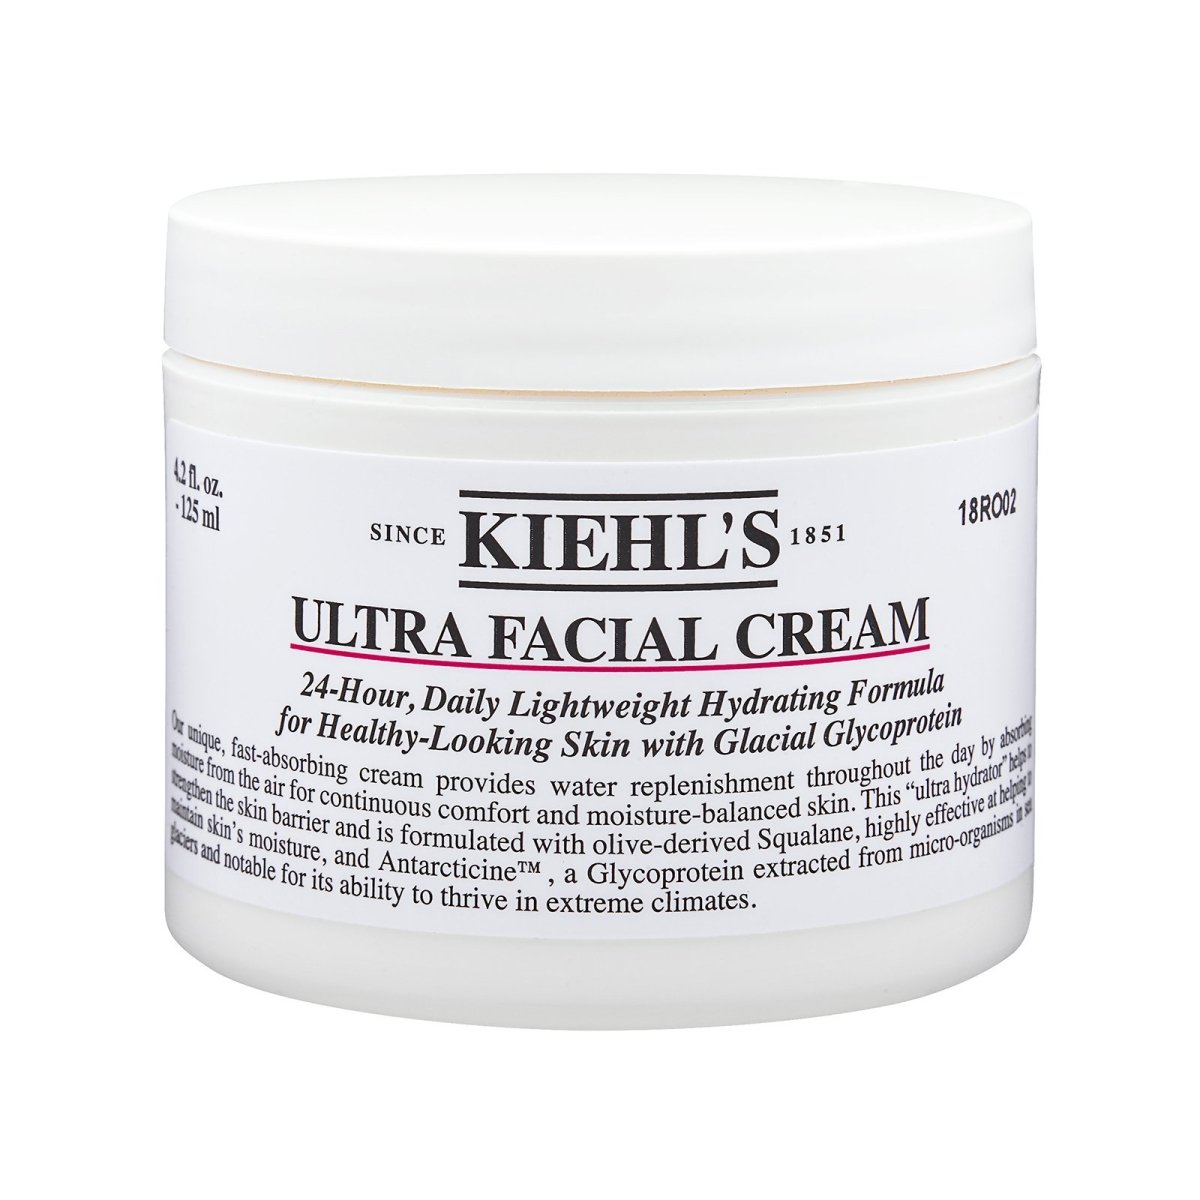 4.2 fl. oz.
- 125 ml
18RO02
SINCE KIEHL'S 1851
ULTRA FACIAL CREAM
24-Hour, Daily Lightweight Hydrating Formula
for Healthy-Looking Skin with Glacial Glycoprotein
Our unique, fast-absorbing cream provides water replenishment throughout the day by absorbing
moisture from the air for continuous comfort and moisture-balanced skin. This “ultra hydrator” helps to
strengthen the skin barrier and is formulated with olive-derived Squalane, highly effective at helping to
maintain skin's moisture, and Antarcticine™ , a Glycoprotein extracted from micro-organisms in sea
glaciers and notable for its ability to thrive in extreme climates.